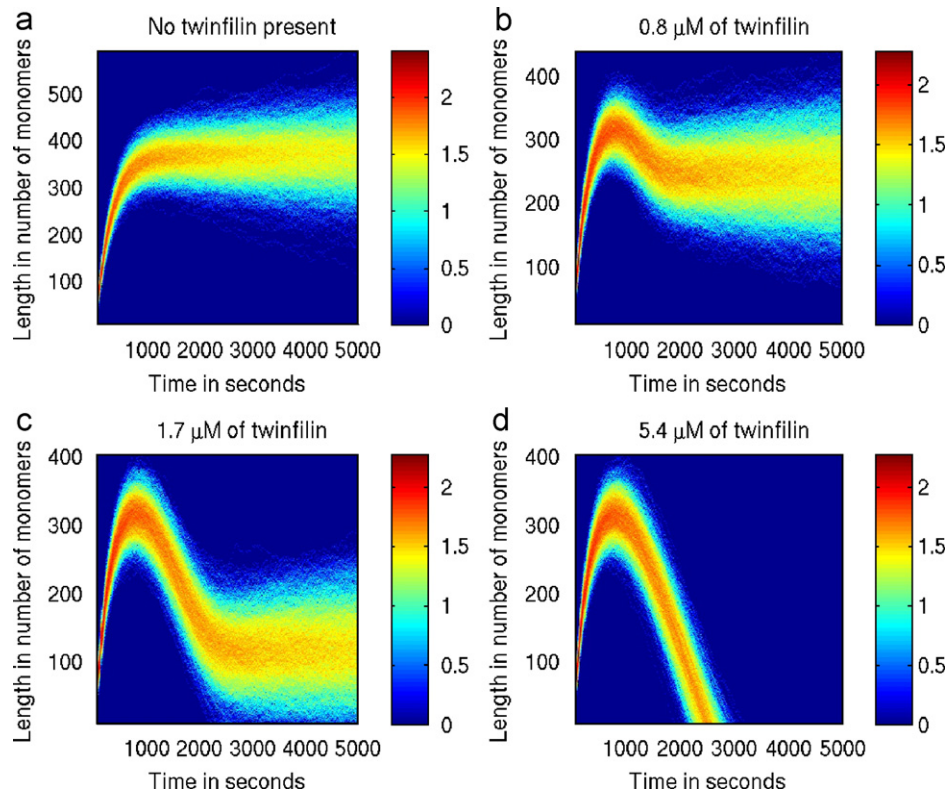 a
No twinfilin present
Length in number of monomers
500
400
300
200
100
1000 2000 3000 4000 5000
Time in seconds
2
1.5
1
0.5
0
b
0.8 μM of twinfilin
Length in number of monomers
400
300
200
100
1000 2000 3000 4000 5000
Time in seconds
2
1.5
1
0.5
0
c
1.7 μM of twinfilin
Length in number of monomers
400
300
200
100
1000 2000 3000 4000 5000
Time in seconds
2
1.5
1
0.5
0
d
5.4 μM of twinfilin
Length in number of monomers
400
300
200
100
1000 2000 3000 4000 5000
Time in seconds
2
1.5
1
0.5
0